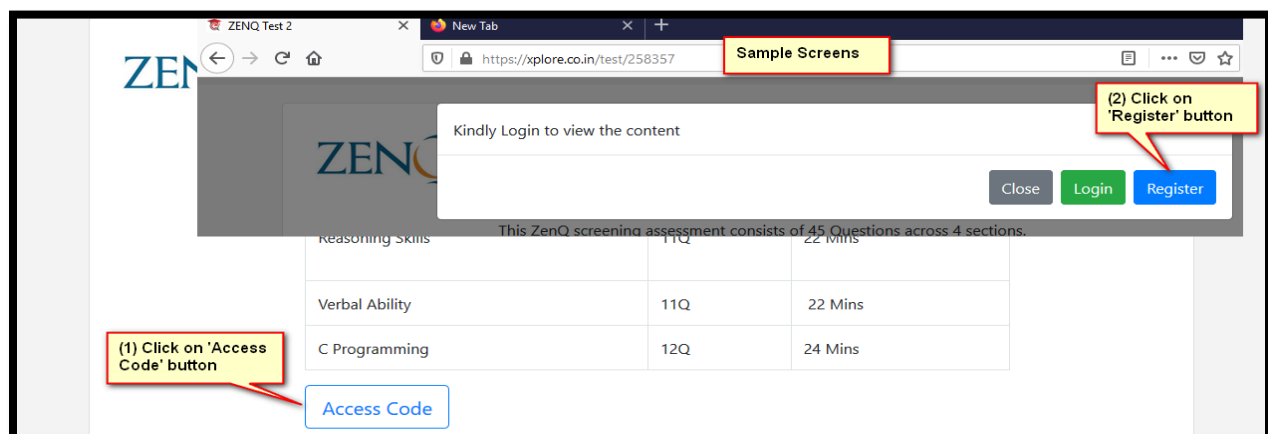 ZENQ Test 2
New Tab
https://xplore.co.in/test/258357
Sample Screens
(2) Click on
'Register' button
Kindly Login to view the content
ZEN
ZENQ
Close Login Register
This ZenQ screening assessment consists of 45 Questions across 4 sections.
Reasoning Skills 11Q 22 Mins
Verbal Ability 11Q 22 Mins
(1) Click on 'Access
Code' button
C Programming 12Q 24 Mins
Access Code